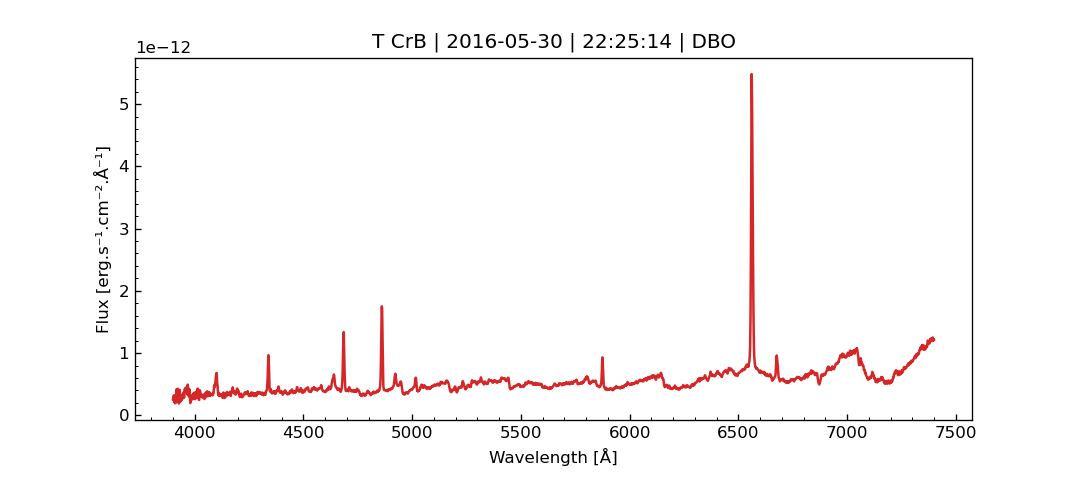 T CrB | 2016-05-30 | 22:25:14 | DBO
1e−12
5
4
3
2
1
0
Flux [erg.s⁻¹.cm⁻².Å⁻¹]
4000 4500 5000 5500 6000 6500 7000 7500
Wavelength [Å]